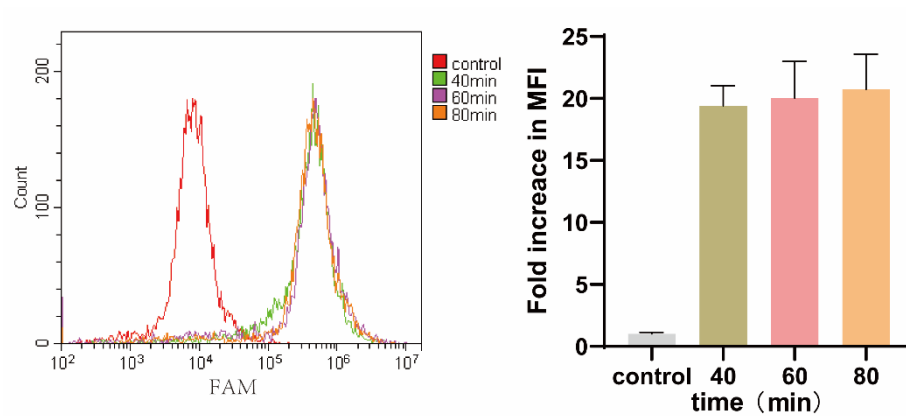 200
100
0
Count
10² 10³ 10⁴ 10⁵ 10⁶ 10⁷
FAM
control
40min
60min
80min
25
20
15
10
5
0
Fold increace in MFI
control 40 60 80
time（min）